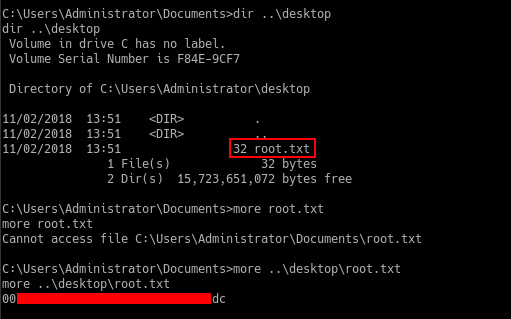 C:\Users\Administrator\Documents>dir ..\desktop
dir ..\desktop
 Volume in drive C has no label.
 Volume Serial Number is F84E-9CF7
 Directory of C:\Users\Administrator\desktop
11/02/2018  13:51    <DIR>          .
11/02/2018  13:51    <DIR>          ..
11/02/2018  13:51                32 root.txt
               1 File(s)             32 bytes
               2 Dir(s)  15,723,651,072 bytes free
C:\Users\Administrator\Documents>more root.txt
more root.txt
Cannot access file C:\Users\Administrator\Documents\root.txt
C:\Users\Administrator\Documents>more ..\desktop\root.txt
more ..\desktop\root.txt
00 dc